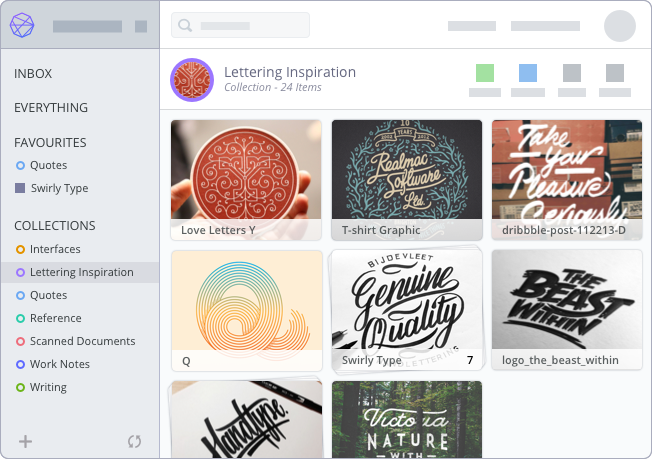 Lettering Inspiration
Collection - 24 Items
INBOX
EVERYTHING
FAVOURITES
Quotes
Swirly Type
COLLECTIONS
Interfaces
Lettering Inspiration
Quotes
Reference
Scanned Documents
Work Notes
Writing
Love Letters Y
10
2002 YEARS 2012
Realmac
Software
Ltd.
T-shirt Graphic
Take
your
Pleasure
Seriously
dribbble-post-112213-D
Q
BIJDEVLEET
Genuine
Quality
Swirly Type 7
THE
BEAST
WITHIN
logo_the_beast_within
Handtype.
Victoria
NATURE
WITH